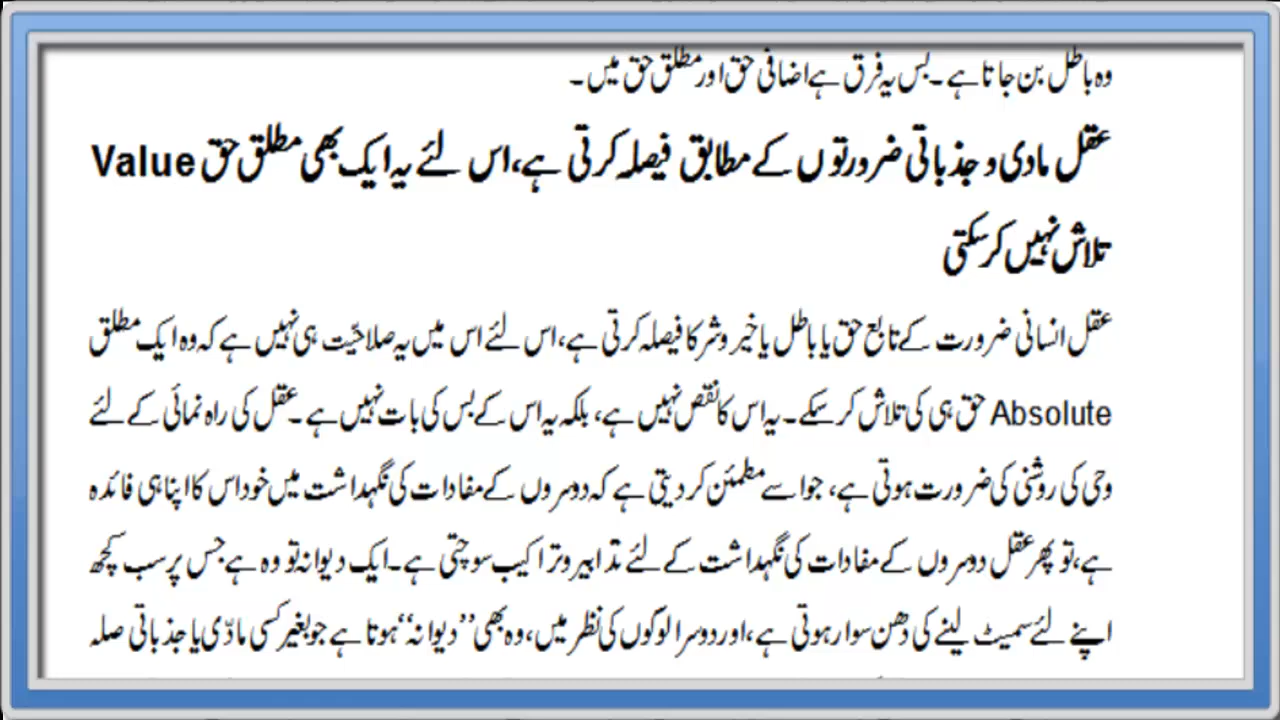 وہ باطل بن جاتا ہے۔ بس یہ فرق ہے اضافی حق اور مطلق حق میں۔
عقل مادی و جذباتی ضرورتوں کے مطابق فیصلہ کرتی ہے، اس لئے یہ ایک بھی مطلق حق Value
تلاش نہیں کرسکتی
عقل انسانی ضرورت کے تابع حق یا باطل یا خیر و شر کا فیصلہ کرتی ہے، اس لئے اس میں یہ صلاحیّت ہی نہیں ہے کہ وہ ایک مطلق
Absolute حق ہی کی تلاش کرسکے۔ یہ اس کا نقص نہیں ہے، بلکہ یہ اس کے بس کی بات نہیں ہے۔ عقل کی راہ نمائی کے لئے
وحی کی روشنی کی ضرورت ہوتی ہے، جو اسے مطمئن کر دیتی ہے کہ دوسروں کے مفادات کی نگہداشت میں خود اس کا اپنا ہی فائدہ
ہے، تو پھر عقل دوسروں کے مفادات کی نگہداشت کے لئے تدابیر و تراکیب سوچتی ہے۔ ایک دیوانہ تو وہ ہے جس پر سب کچھ
اپنے لئے سمیٹ لینے کی دھن سوار ہوتی ہے، اور دوسرا لوگوں کی نظر میں، وہ بھی ’’دیوانہ‘‘ ہوتا ہے جو بغیر کسی مادّی یا جذباتی صلہ